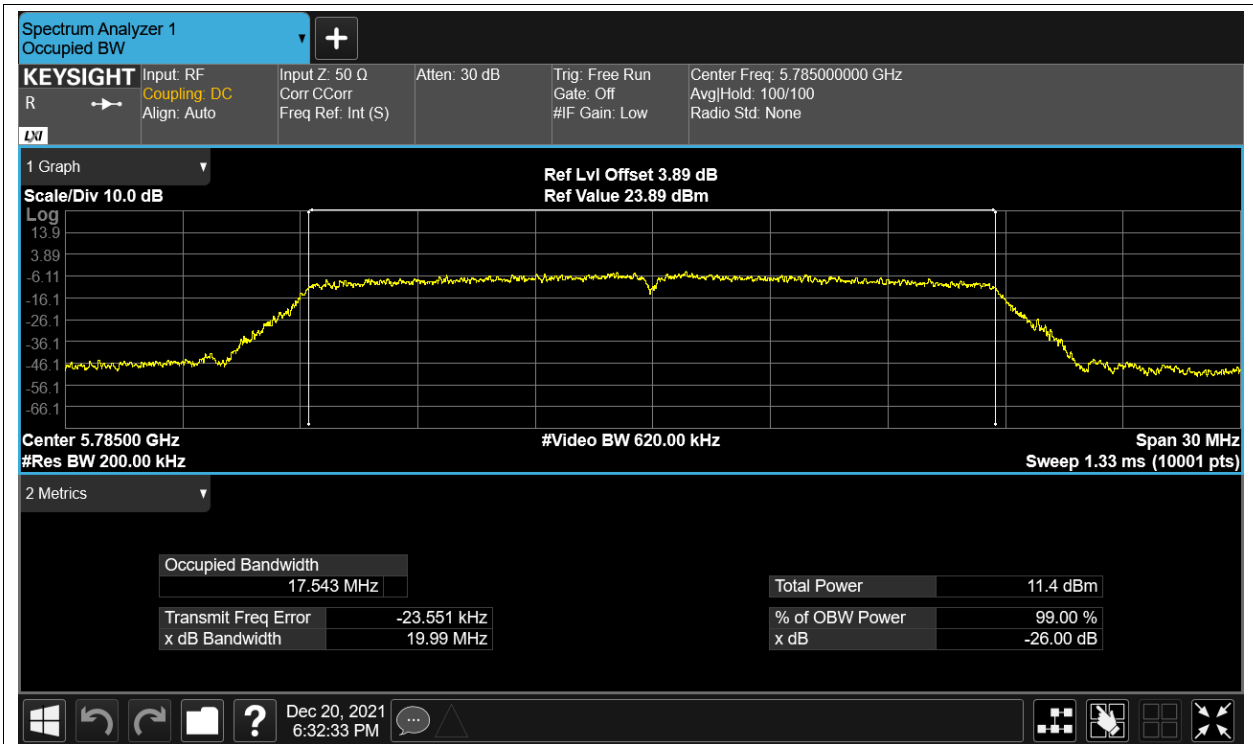 Spectrum Analyzer 1
Occupied BW
KEYSIGHT
R
LXI
Input: RF
Coupling: DC
Align: Auto
Input Z: 50 Ω
Corr CCorr
Freq Ref: Int (S)
Atten: 30 dB
Trig: Free Run
Gate: Off
#IF Gain: Low
Center Freq: 5.785000000 GHz
Avg|Hold: 100/100
Radio Std: None
1 Graph
Scale/Div 10.0 dB
Ref Lvl Offset 3.89 dB
Ref Value 23.89 dBm
Log
13.9
3.89
-6.11
-16.1
-26.1
-36.1
-46.1
-56.1
-66.1
Center 5.78500 GHz
#Res BW 200.00 kHz
#Video BW 620.00 kHz
Span 30 MHz
Sweep 1.33 ms (10001 pts)
2 Metrics
Occupied Bandwidth
17.543 MHz
Transmit Freq Error -23.551 kHz
x dB Bandwidth 19.99 MHz
Total Power 11.4 dBm
% of OBW Power 99.00 %
x dB -26.00 dB
?
Dec 20, 2021
6:32:33 PM